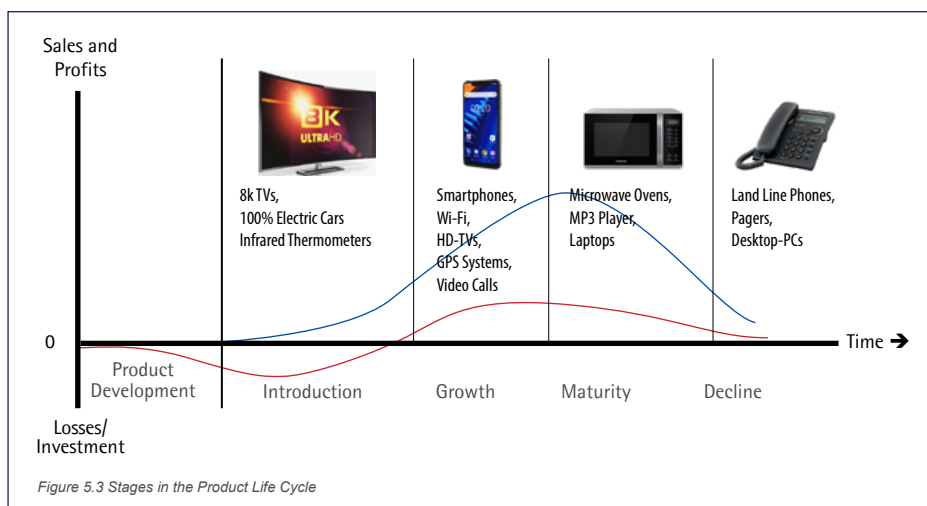 Sales and
Profits
8K
ULTRAHD
03:20
8k TVs,
100% Electric Cars
Infrared Thermometers
Smartphones,
Wi-Fi,
HD-TVs,
GPS Systems,
Video Calls
Microwave Ovens,
MP3 Player,
Laptops
Land Line Phones,
Pagers,
Desktop-PCs
0
Time ➔
Product
Development
Introduction
Growth
Maturity
Decline
Losses/
Investment
Figure 5.3 Stages in the Product Life Cycle